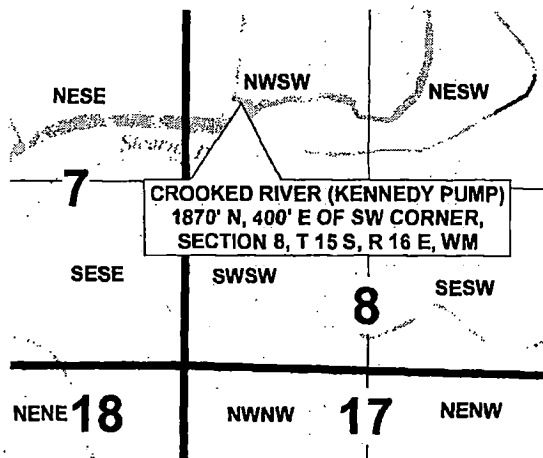 NWSW
NESE
NESW
7
CROOKED RIVER (KENNEDY PUMP)
1870' N, 400' E OF SW CORNER,
SECTION 8, T 15 S, R 16 E, WM
SESE
SWSW
8
SESW
NENE 18
NWNW
17
NENW